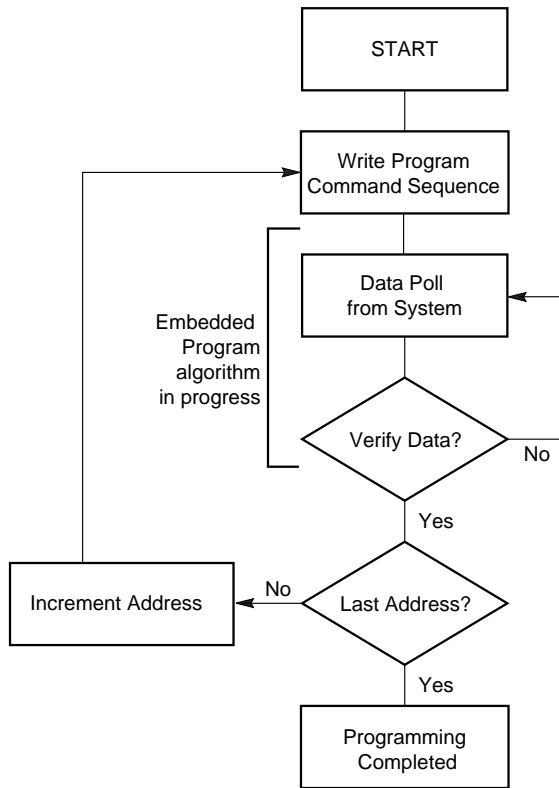 START
Write Program
Command Sequence
Data Poll
from System
Embedded
Program
algorithm
in progress
Verify Data?
No
Yes
No
Increment Address
Last Address?
Yes
Programming
Completed